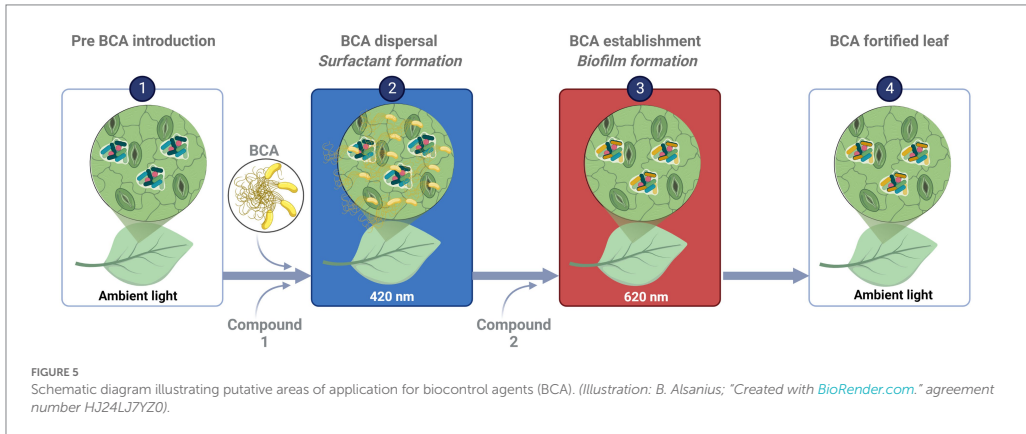 Pre BCA introduction
BCA dispersal
Surfactant formation
BCA establishment
Biofilm formation
BCA fortified leaf
1
2
3
4
BCA
Ambient light
420 nm
620 nm
Ambient light
Compound
1
Compound
2
FIGURE 5
Schematic diagram illustrating putative areas of application for biocontrol agents (BCA). (Illustration: B. Alsanius; "Created with BioRender.com." agreement
number HJ24LJ7YZ0).